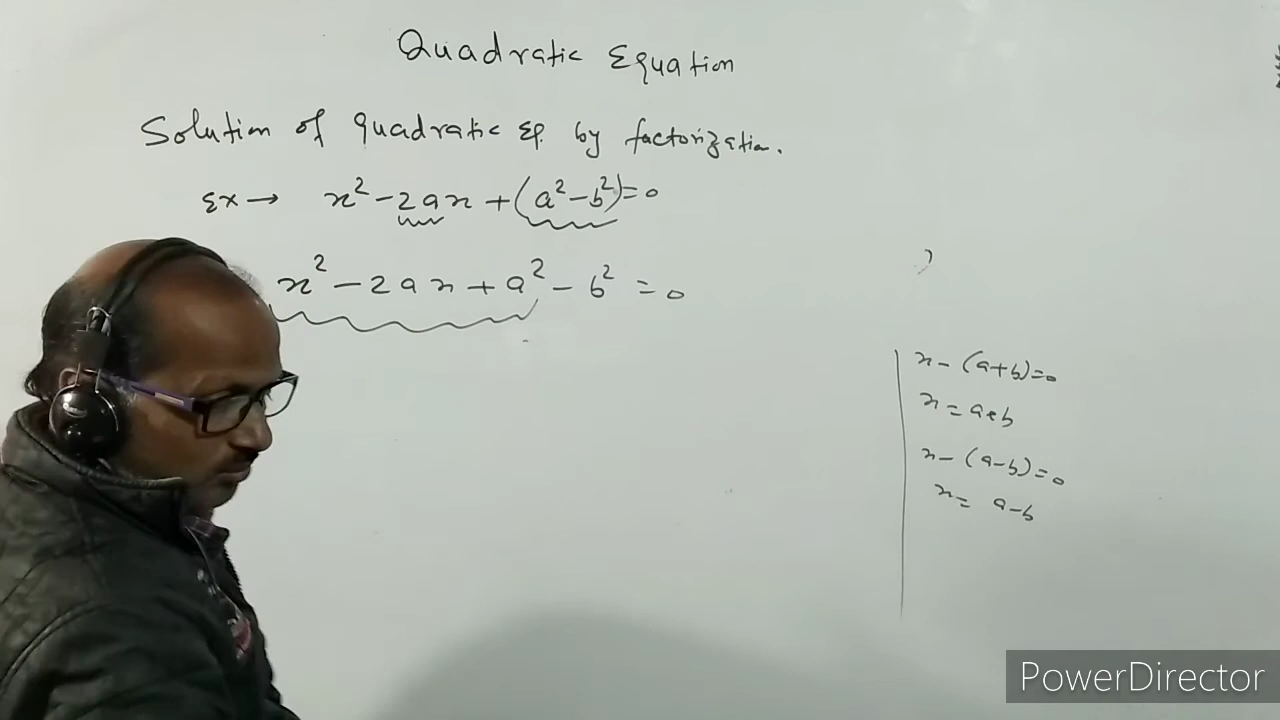 Quadratic Equation
Solution of quadratic Eq. by factorization.
Ex → x² - 2ax + (a² - b²) = 0
x² - 2ax + a² - b² = 0
x - (a+b) = 0
x = a+b
x - (a-b) = 0
x = a-b
PowerDirector